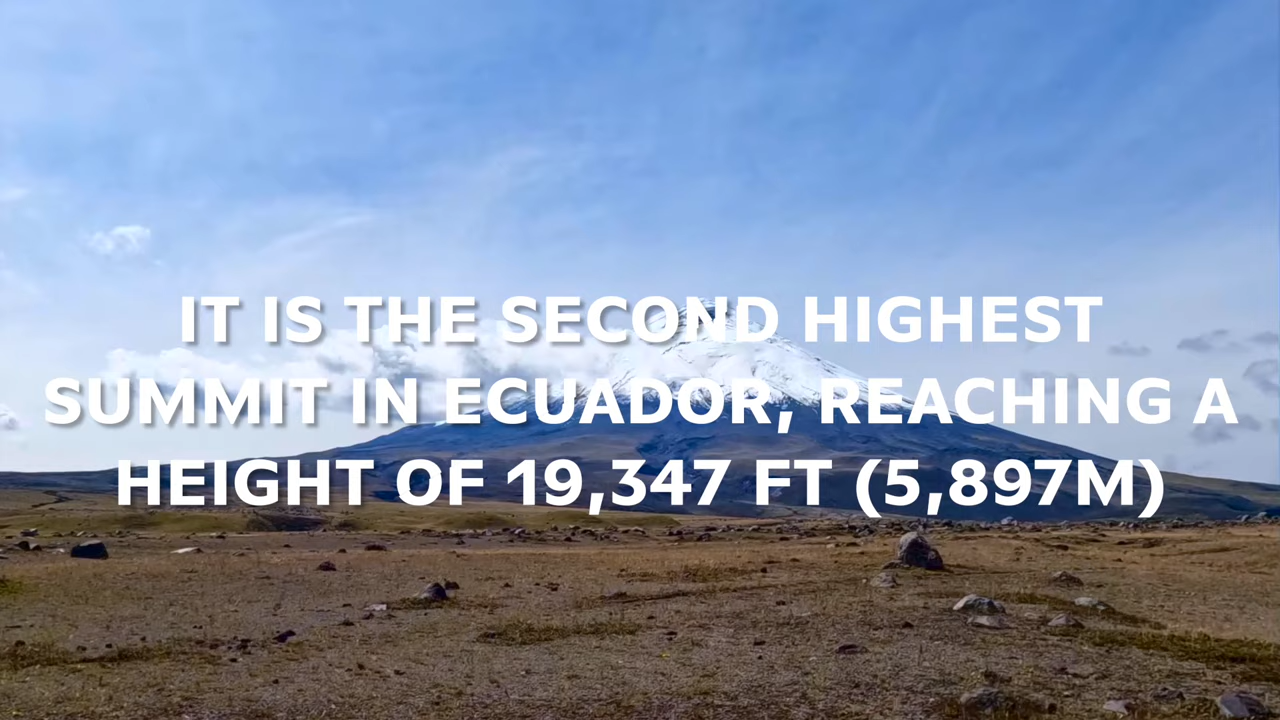 IT IS THE SECOND HIGHEST
SUMMIT IN ECUADOR, REACHING A
HEIGHT OF 19,347 FT (5,897M)